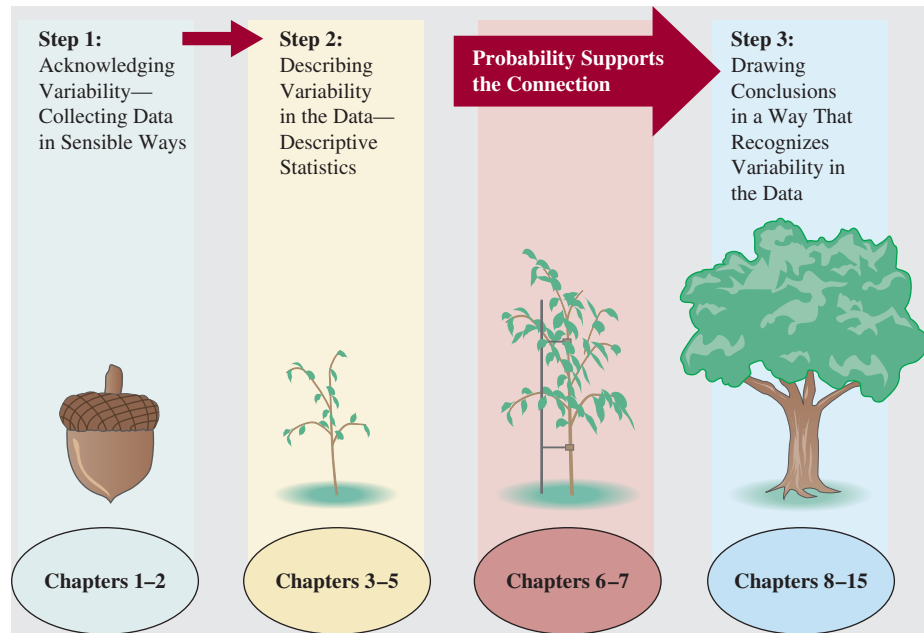 Step 1:
Acknowledging
Variability—
Collecting Data
in Sensible Ways
Step 2:
Describing
Variability
in the Data—
Descriptive
Statistics
Probability Supports
the Connection
Step 3:
Drawing
Conclusions
in a Way That
Recognizes
Variability in
the Data
Chapters 1–2
Chapters 3–5
Chapters 6–7
Chapters 8–15